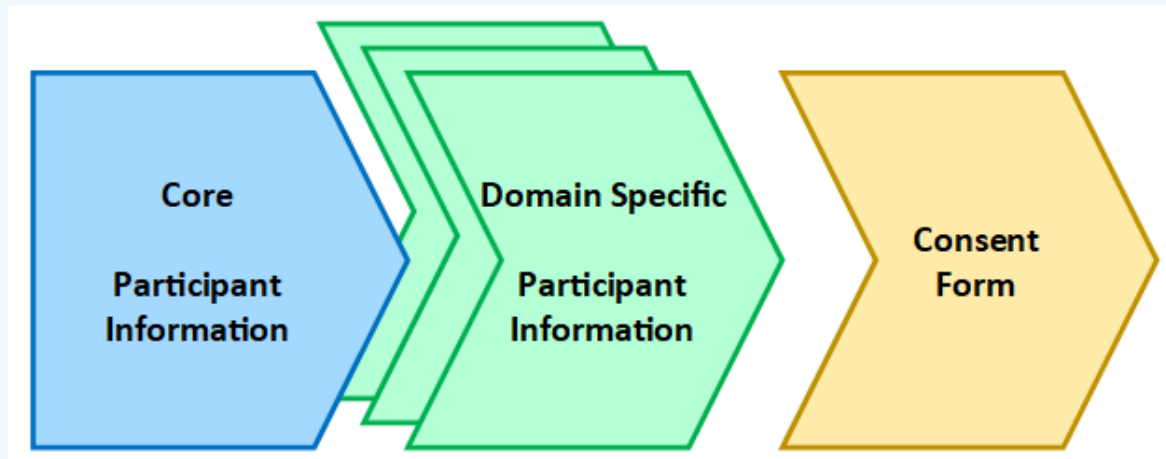 Core
Participant
Information
Domain Specific
Participant
Information
Consent
Form